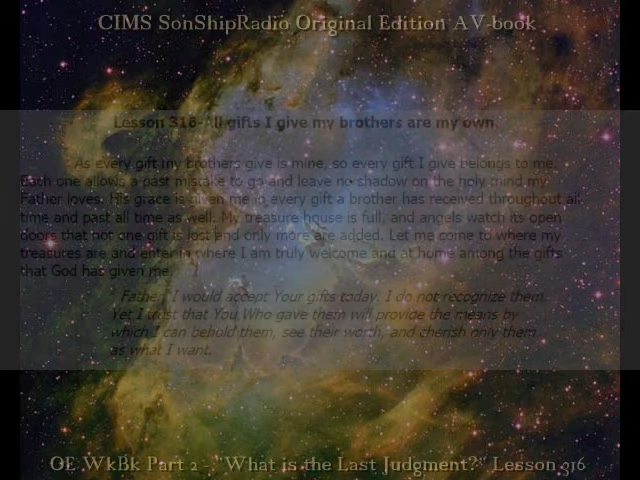 CIMS SonShipRadio Original Edition AV-book
Lesson 316-All gifts I give my brothers are my own.
As every gift my brothers give is mine, so every gift I give belongs to me.
Each one allows a past mistake to go and leave no shadow on the holy mind my
Father loves. His grace is given me in every gift a brother has received throughout all
time and past all time as well. My treasure house is full, and angels watch its open
doors that not one gift is lost and only more are added. Let me come to where my
treasures are and enter in where I am truly welcome and at home among the gifts
that God has given me.
Father, I would accept Your gifts today. I do not recognize them.
Yet I trust that You Who gave them will provide the means by
which I can behold them, see their worth, and cherish only them
as what I want.
OE WkBk Part 2 - "What is the Last Judgment?" Lesson 316